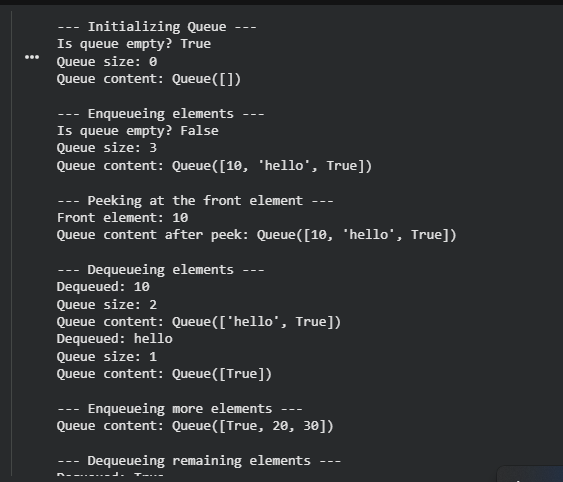 --- Initializing Queue ---
Is queue empty? True
Queue size: 0
Queue content: Queue([])
--- Enqueueing elements ---
Is queue empty? False
Queue size: 3
Queue content: Queue([10, 'hello', True])
--- Peeking at the front element ---
Front element: 10
Queue content after peek: Queue([10, 'hello', True])
--- Dequeueing elements ---
Dequeued: 10
Queue size: 2
Queue content: Queue(['hello', True])
Dequeued: hello
Queue size: 1
Queue content: Queue([True])
--- Enqueueing more elements ---
Queue content: Queue([True, 20, 30])
--- Dequeueing remaining elements ---
Dequeued: True